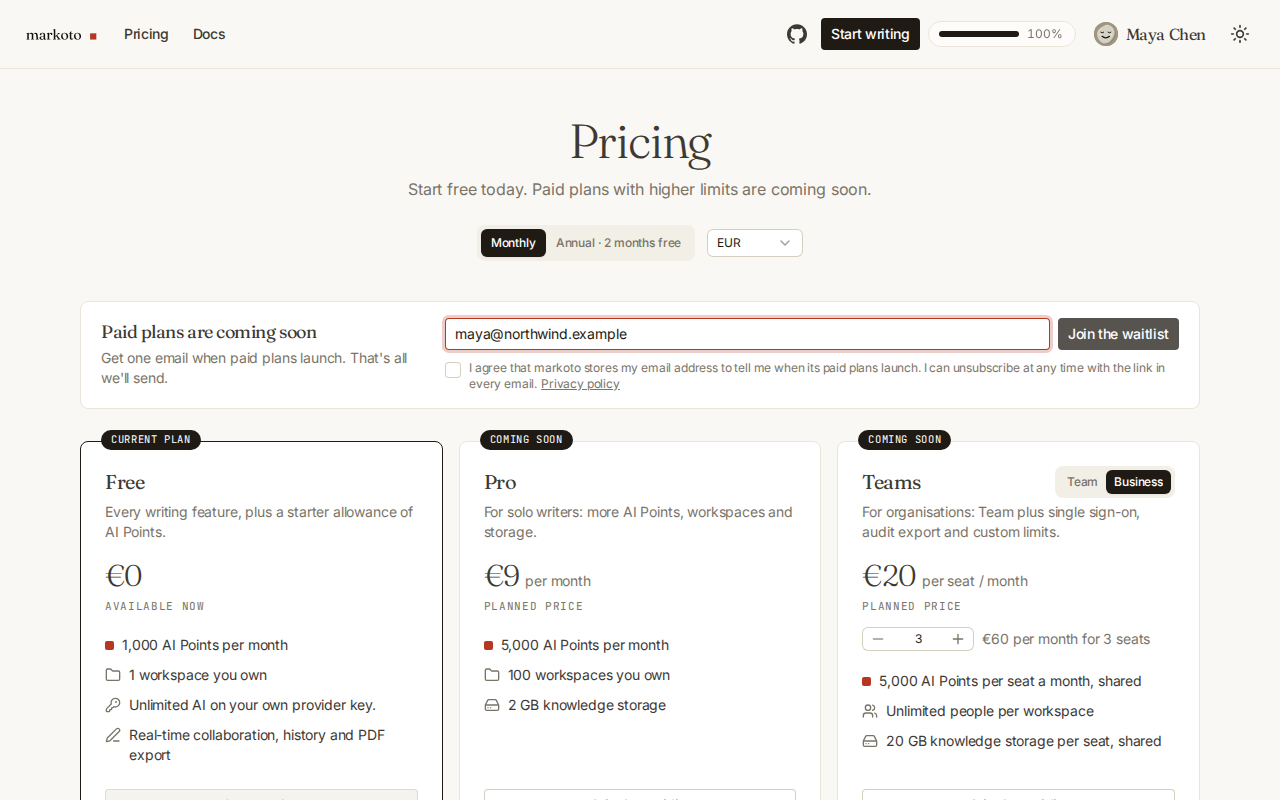 markoto
Pricing
Docs
Start writing
100%
Maya Chen
Pricing
Start free today. Paid plans with higher limits are coming soon.
Monthly
Annual · 2 months free
EUR
Paid plans are coming soon
Get one email when paid plans launch. That's all
we'll send.
maya@northwind.example
Join the waitlist
I agree that markoto stores my email address to tell me when its paid plans launch. I can unsubscribe at any time with the link in
every email. Privacy policy
CURRENT PLAN
Free
Every writing feature, plus a starter allowance of
AI Points.
€0
AVAILABLE NOW
1,000 AI Points per month
1 workspace you own
Unlimited AI on your own provider key.
Real-time collaboration, history and PDF
export
COMING SOON
Pro
For solo writers: more AI Points, workspaces and
storage.
€9 per month
PLANNED PRICE
5,000 AI Points per month
100 workspaces you own
2 GB knowledge storage
COMING SOON
Teams
Team
Business
For organisations: Team plus single sign-on,
audit export and custom limits.
€20 per seat / month
PLANNED PRICE
3
€60 per month for 3 seats
5,000 AI Points per seat a month, shared
Unlimited people per workspace
20 GB knowledge storage per seat, shared